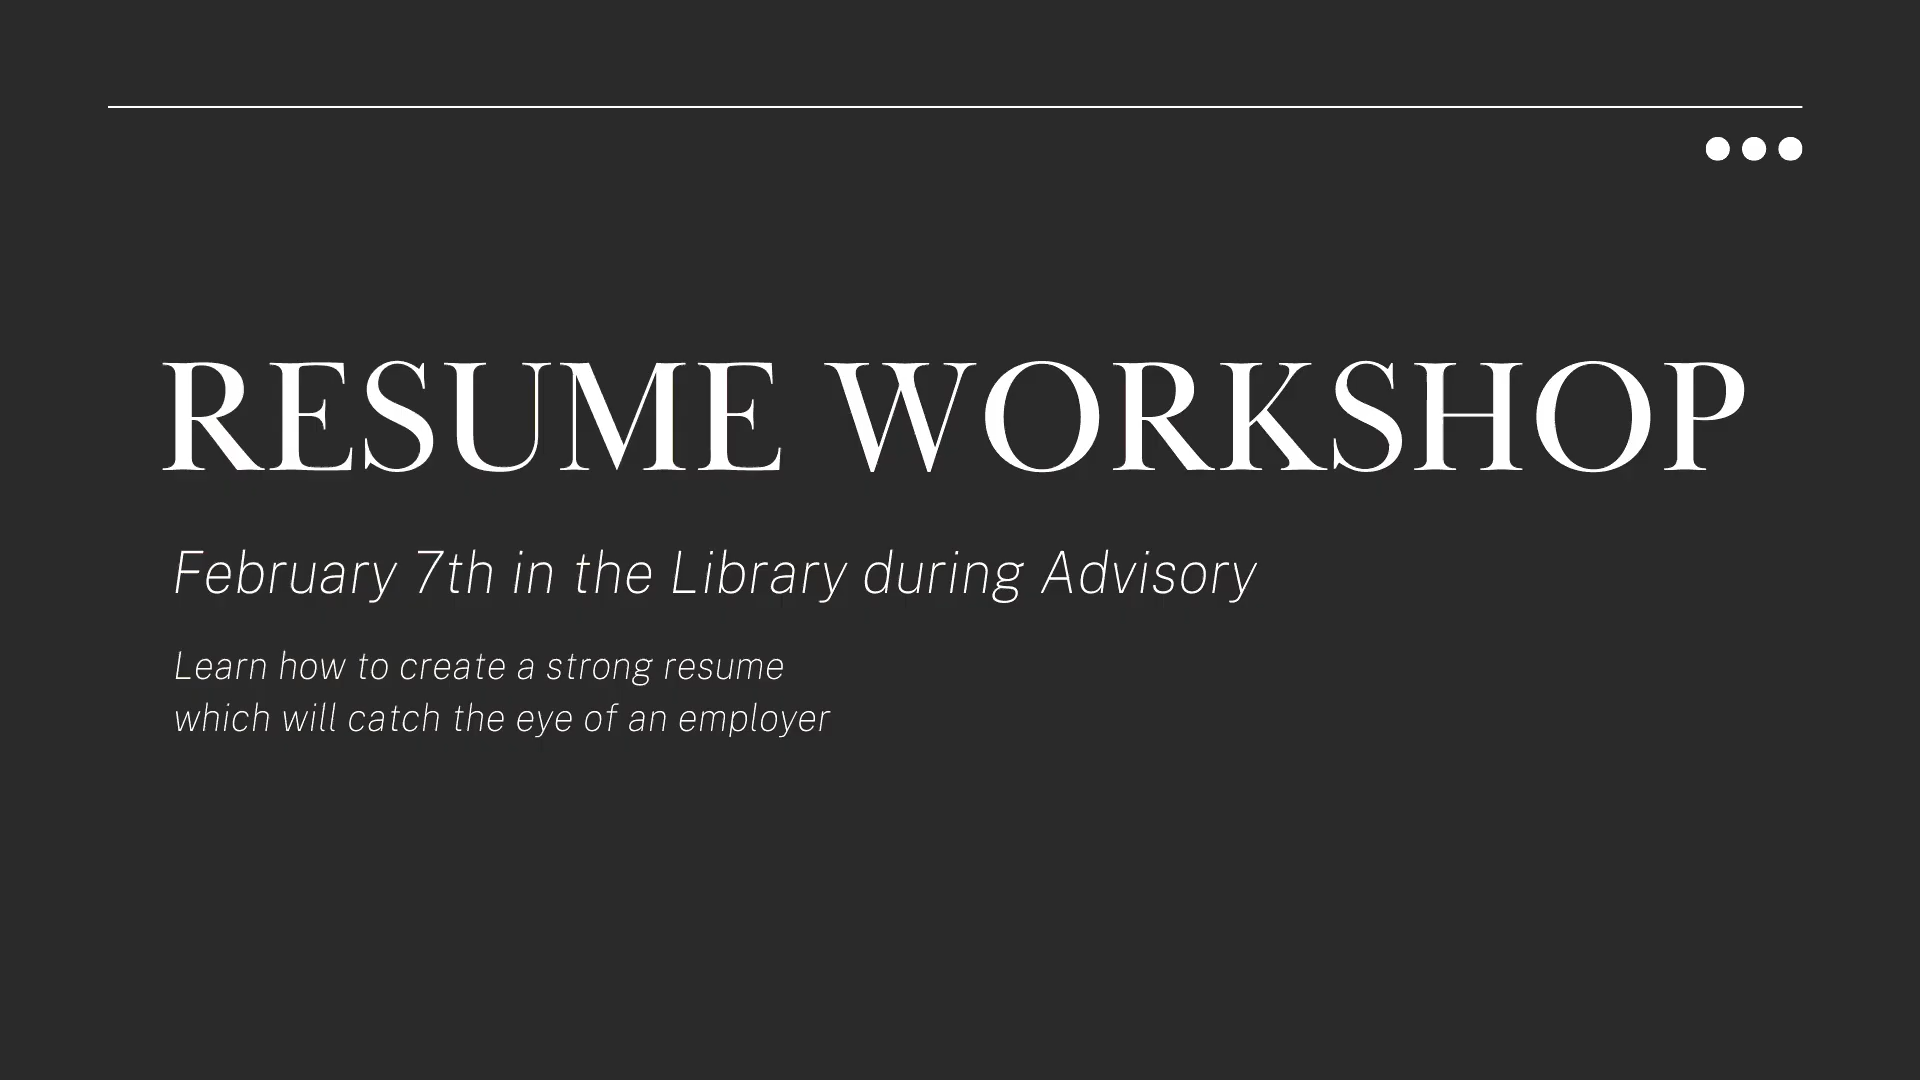 RESUME WORKSHOP
February 7th in the Library during Advisory
Learn how to create a strong resume
which will catch the eye of an employer